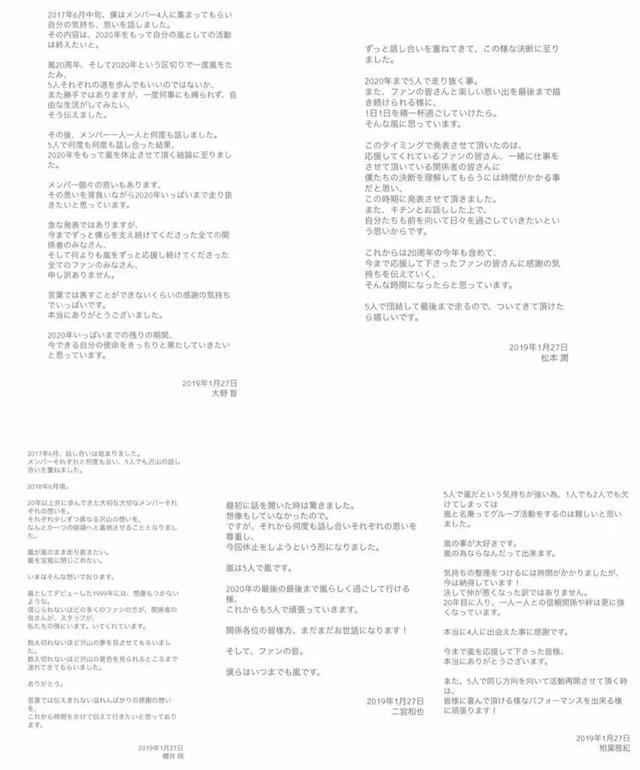 2017年6月中旬、僕はメンバー4人に集まってもらい
自分の気持ち、思いを話しました。
その内容は、2020年をもって自分の嵐としての活動
は終えたいと。
嵐20周年、そして2020年という区切りで一度嵐をた
たみ、
5人それぞれの道を歩んでもいいのではないか、
また勝手ではありますが、一度何事にも縛られず、自
由な生活がしてみたい、
そう伝えました。
その後、メンバー一人一人と何度も話しました。
5人で何度も何度も話し合った結果、
2020年をもって嵐を休止させて頂く結論に至りまし
た。
メンバー個々の思いもあります、
その思いを背負いながら2020年いっぱいまで走り抜
きたいと思っています。
急な発表ではありますが、
今までずっと僕らを支え続けてくださった全ての関
係者のみなさん、
そして何よりも嵐をずっと応援し続けてくださった
全てのファンのみなさん、
申し訳ありません。
言葉では表すことができないくらいの感謝の気持ち
でいっぱいです。
本当にありがとうございました。
2020年いっぱいまでの残りの期間、
今できる自分の使命をきっちりと果たしていきたい
と思っています。
2019年1月27日
大野 智
ずっと話し合いを重ねてきて、この様な決断に至り
ました。
2020年まで5人で走り抜く事。
また、ファンの皆さんと楽しい思い出を最後まで描
き続けられる様に、
1日1日を精一杯過ごしていけたら。
そんな風に思っています。
このタイミングで発表させて頂いたのは、
応援してくれているファンの皆さん、一緒に仕事を
させて頂いている関係者の皆さんに
僕たちの決断を理解してもらうには時間がかかる事
だと思い、
この時期に発表させて頂きました。
また、キチンとお話しした上で、
自分たちも前を向いて日々を過ごしていきたいとい
う思いからです。
これからは20周年の今年も含めて、
今まで応援して下さったファンの皆さんに感謝の気
持ちを伝えていく、
そんな時間になったらと思っています。
5人で団結して最後まで走るので、ついてきて頂けた
ら嬉しいです。
2019年1月27日
松本 潤
2017年6月、話し合いは始まりました。
メンバーそれぞれと何度も会い、5人でも沢山の話し
合いを重ねました。
2018年6月頃。
20年以上共に歩んできた大切な大切なメンバーそれ
ぞれの想いを。
それぞれ少しずつ異なる沢山の想いを、
なんとか一つの結論へと着地させることとなりまし
た。
嵐が嵐のまま走り抜きたい。
嵐を宝箱に閉じこめたい。
いまはそんな想いでおります。
嵐としてデビューした1999年には、想像もつかない
ような。
信じられないほどの多くのファンの方が、関係者の
皆さんが、スタッフが、
私たちの側にいます。いてくれています。
数え切れないほど沢山の夢を見させてもらいまし
た。
数え切れないほど沢山の景色を見られるところまで
連れてきてもらいました。
ありがとう。
言葉では伝えきれない溢れんばかりの感謝の想い
を、
これから時間をかけて伝えて行きたいと思っており
ます。
2019年1月27日
櫻井 翔
最初に話を聞いた時は驚きました。
想像もしていなかったので。
ですが、それから何度も話し合いそれぞれの思いを
尊重し、
今回休止をしようという形になりました。
嵐は5人で嵐です。
2020年の最後の最後まで嵐らしく過ごして行ける
様、
これからも5人で頑張っていきます。
関係各位の皆様方、まだまだお世話になります！
そして、ファンの皆。
僕らはいつまでも嵐です。
2019年1月27日
二宮和也
5人で嵐だという気持ちが強い為、1人でも2人でも欠
けてしまっては
嵐と名乗ってグループ活動をするのは難しいと思い
ました。
嵐の事が大好きです。
嵐の為ならなんだって出来ます。
気持ちの整理をつけるには時間がかかりましたが、
今は納得しています！
決して仲が悪くなった訳ではありません。
20年目に入り、一人一人との信頼関係や絆は更に強
くなっています。
本当に4人に出会えた事に感謝です。
今まで嵐を応援して下さった皆様、
本当にありがとうございます。
また、5人で同じ方向を向いて活動再開させて頂く時
は、
皆様に喜んで頂ける様なパフォーマンスを出来る様
に頑張ります！
2019年1月27日
相葉雅紀